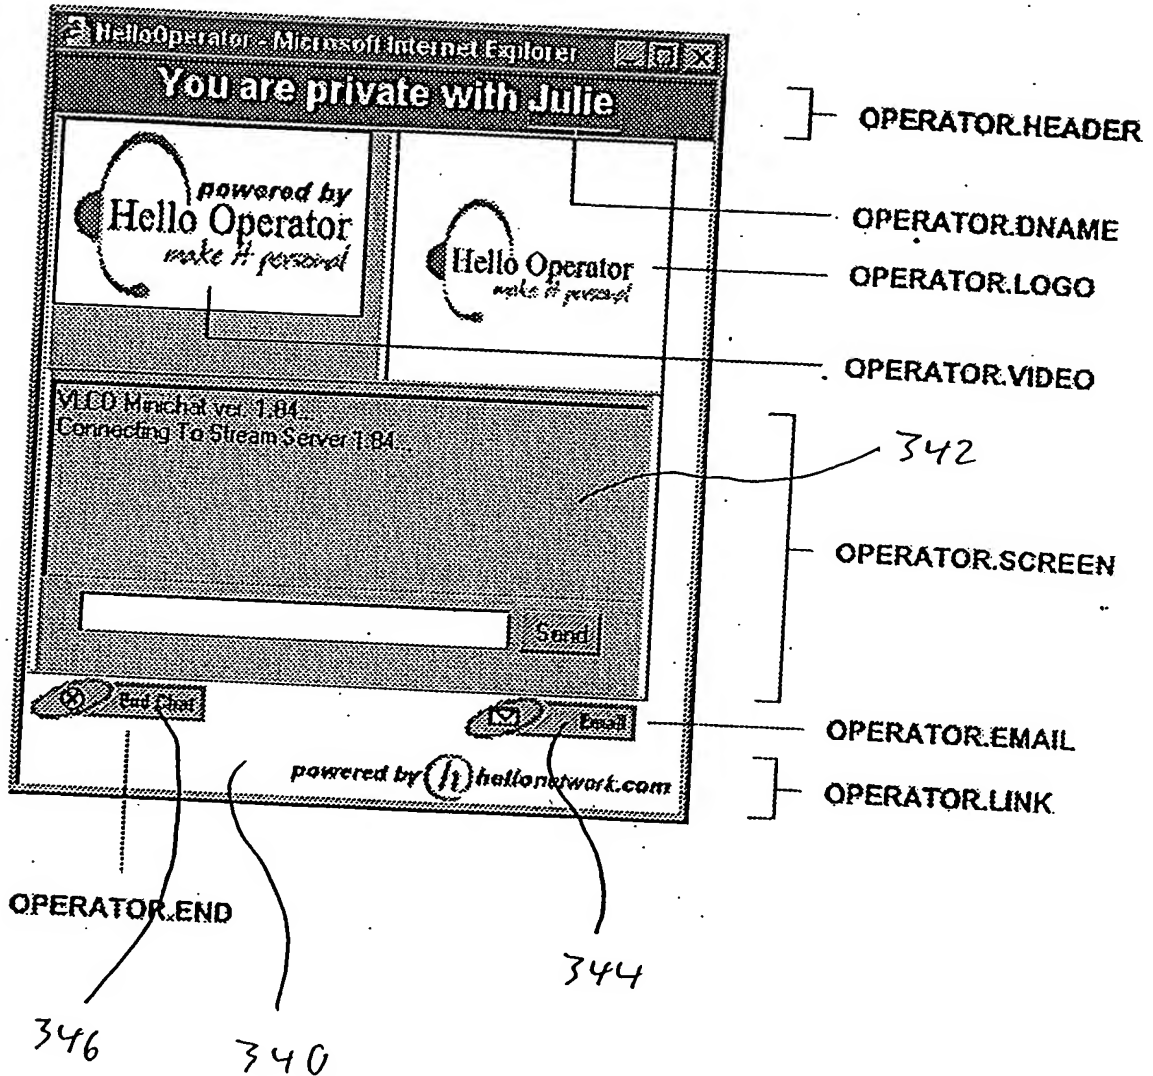 HelloOperator - Microsoft Internet Explorer
You are private with Julie
OPERATOR.HEADER
powered by
Hello Operator
make it personal
Hello Operator
make it personal
OPERATOR.DNAME
OPERATOR.LOGO
OPERATOR.VIDEO
VLCD Minichat ver. 1.84...
Connecting To Stream Server 1.84...
342
OPERATOR.SCREEN
Send
End Chat
Email
OPERATOR.EMAIL
powered by h hellonetwork.com
OPERATOR.LINK
OPERATOR.END
344
346
340